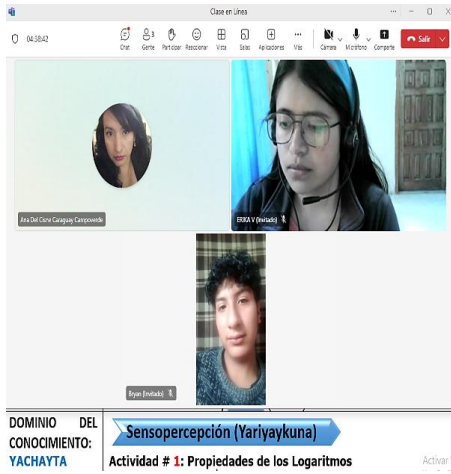 Clase en Línea
04:38:42
Chat
Gente 3
Participar
Reaccionar
Vista
Salas
Aplicaciones
Más
Cámara
Micrófono
Compartir
Salir
Ana Del Cisne Caraguay Campoverde
ERIKA V (Invitado)
Bryan (Invitado)
DOMINIO DEL
CONOCIMIENTO:
YACHAYTA
Sensopercepción (Yariyaykuna)
Actividad # 1: Propiedades de los Logaritmos
Activar